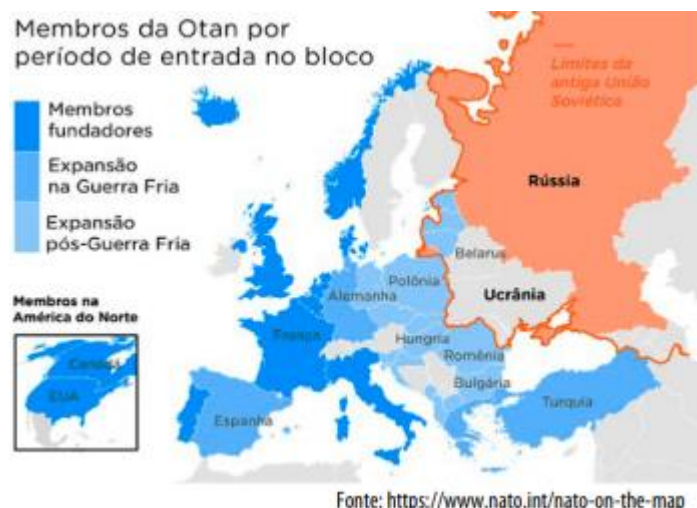 Membros da Otan por
período de entrada no bloco
Membros
fundadores
Expansão
na Guerra Fria
Expansão
pós-Guerra Fria
Membros na
América do Norte
Canadá
EUA
Limites da
antiga União
Soviética
Rússia
Belarus
Ucrânia
Polônia
Alemanha
França
Hungria
Romênia
Bulgária
Espanha
Turquia
Fonte: https://www.nato.int/nato-on-the-map